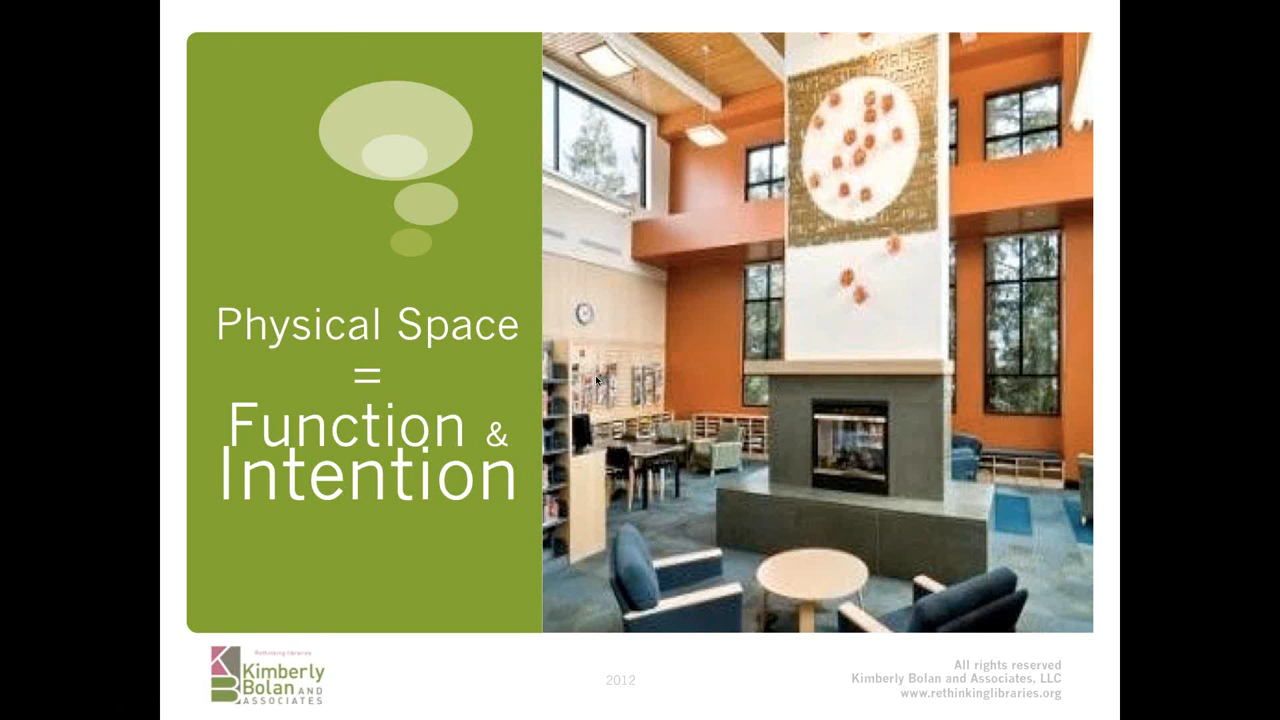 Physical Space
=
Function &
Intention
Rethinking libraries
Kimberly
Bolan AND
ASSOCIATES
2012
All rights reserved
Kimberly Bolan and Associates, LLC
www.rethinkinglibraries.org